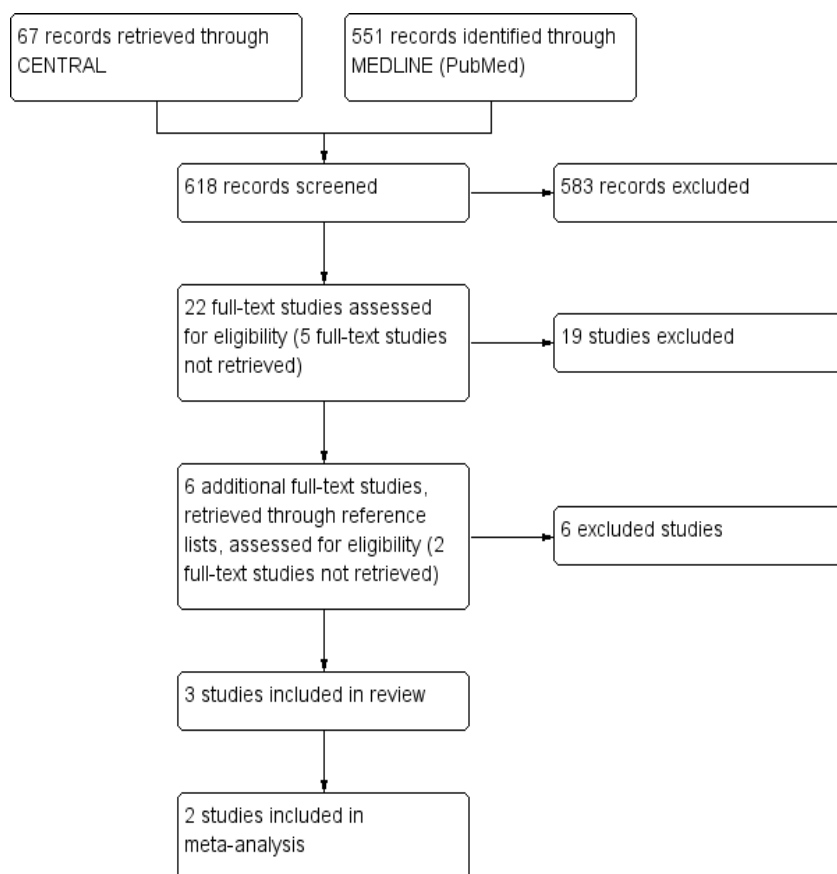 67 records retrieved through
CENTRAL
551 records identified through
MEDLINE (PubMed)
618 records screened
583 records excluded
22 full-text studies assessed
for eligibility (5 full-text studies
not retrieved)
19 studies excluded
6 additional full-text studies,
retrieved through reference
lists, assessed for eligibility (2
full-text studies not retrieved)
6 excluded studies
3 studies included in review
2 studies included in
meta-analysis